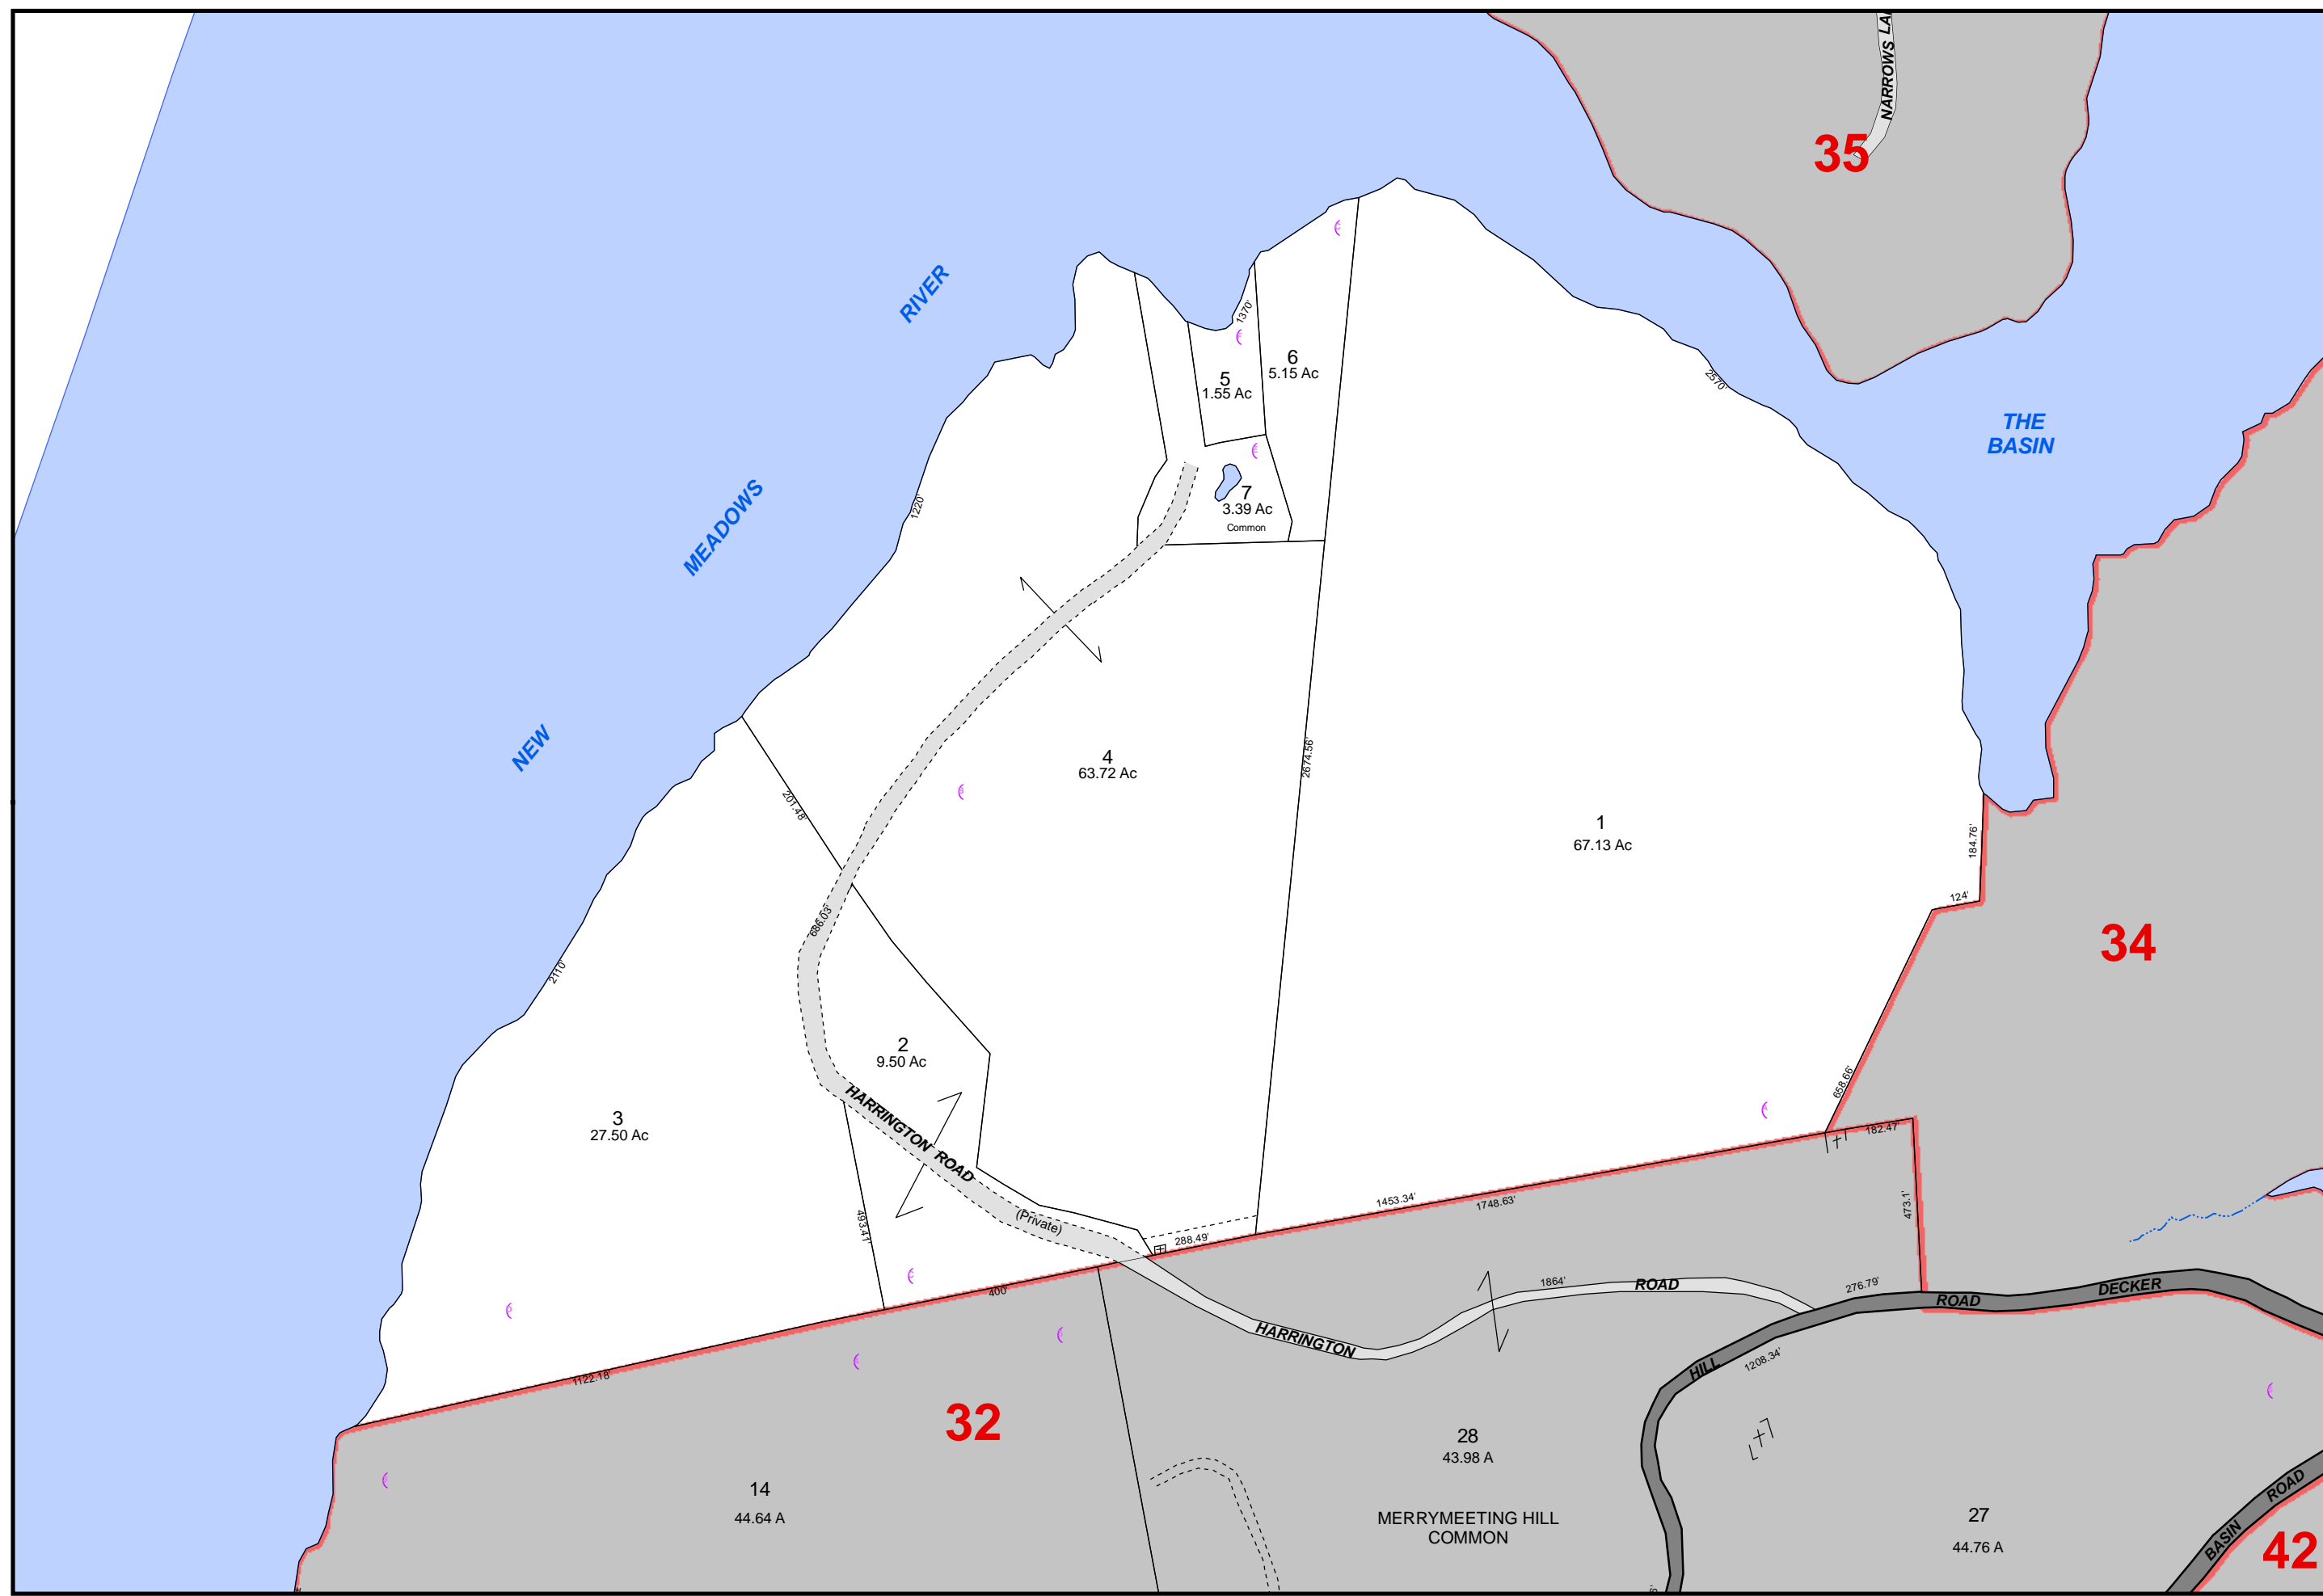 NARROWS
35
RIVER
1370'
6
5.15 Ac
5
1.55 Ac
2570'
THE
BASIN
MEADOWS
1220'
7
3.39 Ac
Common
NEW
4
63.72 Ac
2674.56'
201.48'
1
67.13 Ac
184.76'
124'
686.03'
34
2110'
2
9.50 Ac
658.66'
HARRINGTON ROAD
3
27.50 Ac
182.47'
(Private)
493.41'
1453.34'
1748.63'
473.1'
288.49'
400'
1864'
ROAD
276.79'
ROAD
DECKER
HARRINGTON
HILL
1208.34'
1122.18'
32
28
43.98 A
14
44.64 A
MERRYMEETING HILL
COMMON
27
44.76 A
BASIN
ROAD
42